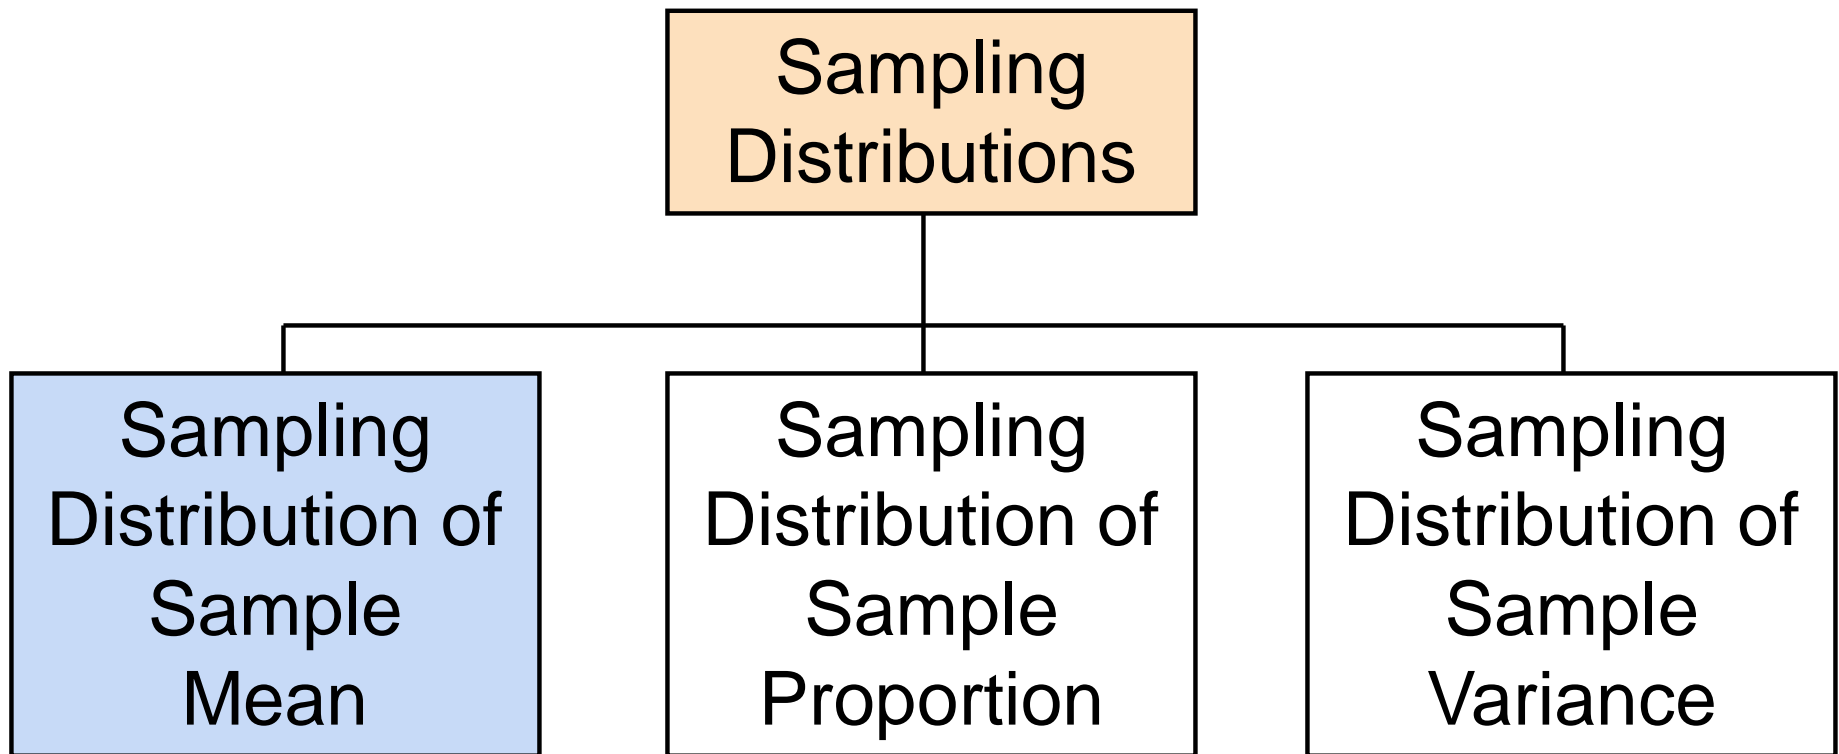 Sampling
Distributions
Sampling
Distribution of
Sample
Mean
Sampling
Distribution of
Sample
Proportion
Sampling
Distribution of
Sample
Variance